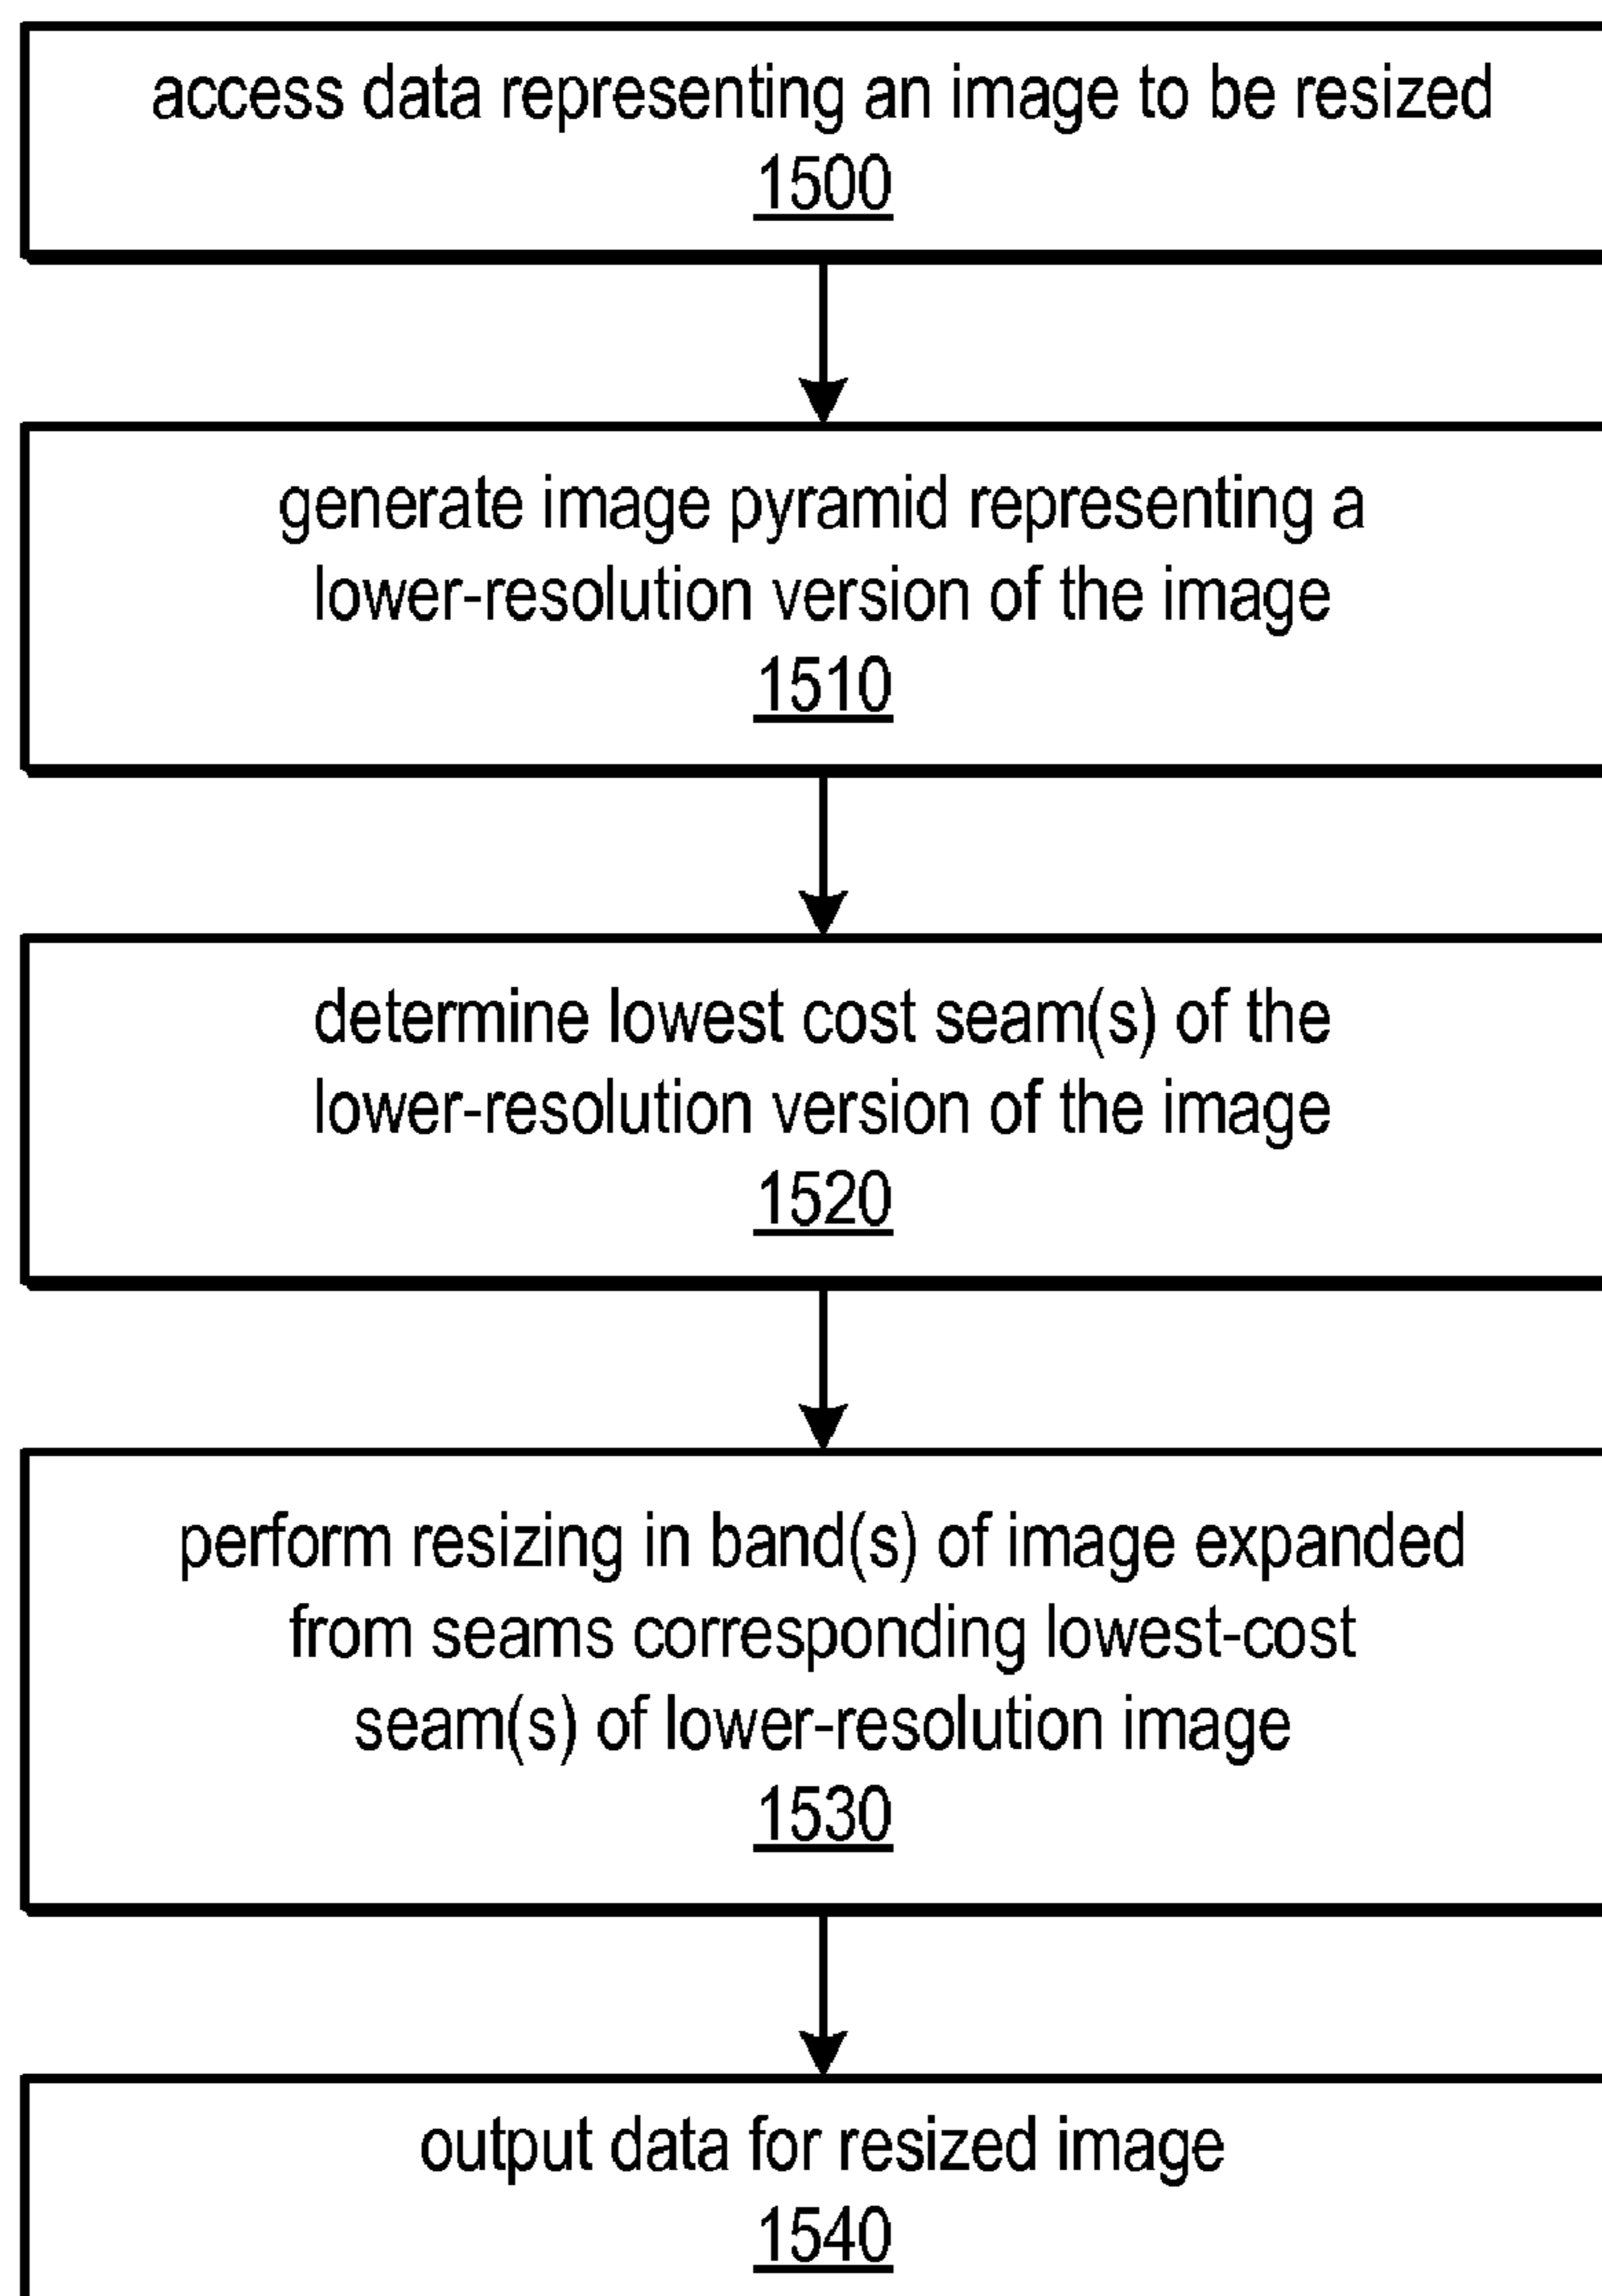 access data representing an image to be resized
1500
generate image pyramid representing a
lower-resolution version of the image
1510
determine lowest cost seam(s) of the
lower-resolution version of the image
1520
perform resizing in band(s) of image expanded
from seams corresponding lowest-cost
seam(s) of lower-resolution image
1530
output data for resized image
1540